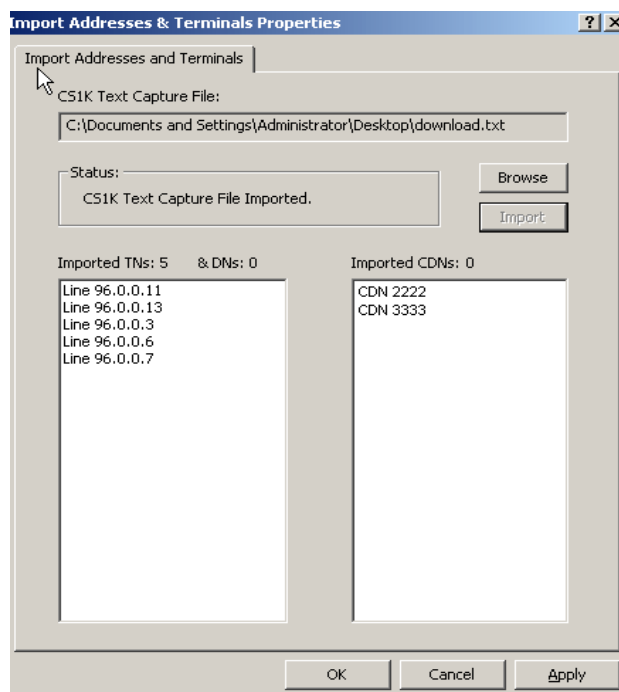 Import Addresses & Terminals Properties
Import Addresses and Terminals
CS1K Text Capture File:
C:\Documents and Settings\Administrator\Desktop\download.txt
Status:
CS1K Text Capture File Imported.
Browse
Import
Imported TNs: 5 & DNs: 0
Imported CDNs: 0
Line 96.0.0.11
Line 96.0.0.13
Line 96.0.0.3
Line 96.0.0.6
Line 96.0.0.7
CDN 2222
CDN 3333
OK
Cancel
Apply